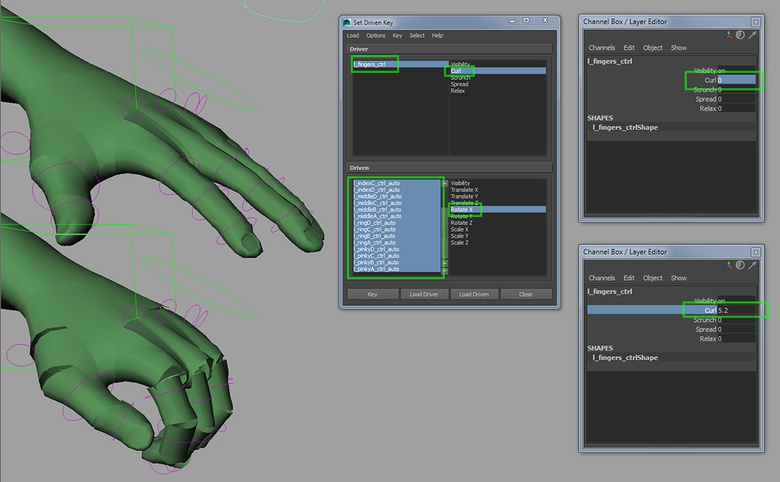 Set Driven Key
Load Options Key Select Help
Driver
l_fingers_ctrl
Visibility
Curl
Scrunch
Spread
Relax
Driven
l_indexC_ctrl_auto
l_indexD_ctrl_auto
l_middleD_ctrl_auto
l_middleC_ctrl_auto
l_middleB_ctrl_auto
l_middleA_ctrl_auto
l_ringD_ctrl_auto
l_ringC_ctrl_auto
l_ringB_ctrl_auto
l_ringA_ctrl_auto
l_pinkyD_ctrl_auto
l_pinkyC_ctrl_auto
l_pinkyB_ctrl_auto
l_pinkyA_ctrl_auto
Visibility
Translate X
Translate Y
Translate Z
Rotate X
Rotate Y
Rotate Z
Scale X
Scale Y
Scale Z
Key Load Driver Load Driven Close
Channel Box / Layer Editor
Channels Edit Object Show
l_fingers_ctrl
Visibility on
Curl 0
Scrunch 0
Spread 0
Relax 0
SHAPES
l_fingers_ctrlShape
Channel Box / Layer Editor
Channels Edit Object Show
l_fingers_ctrl
Visibility on
Curl 5.2
Scrunch 0
Spread 0
Relax 0
SHAPES
l_fingers_ctrlShape